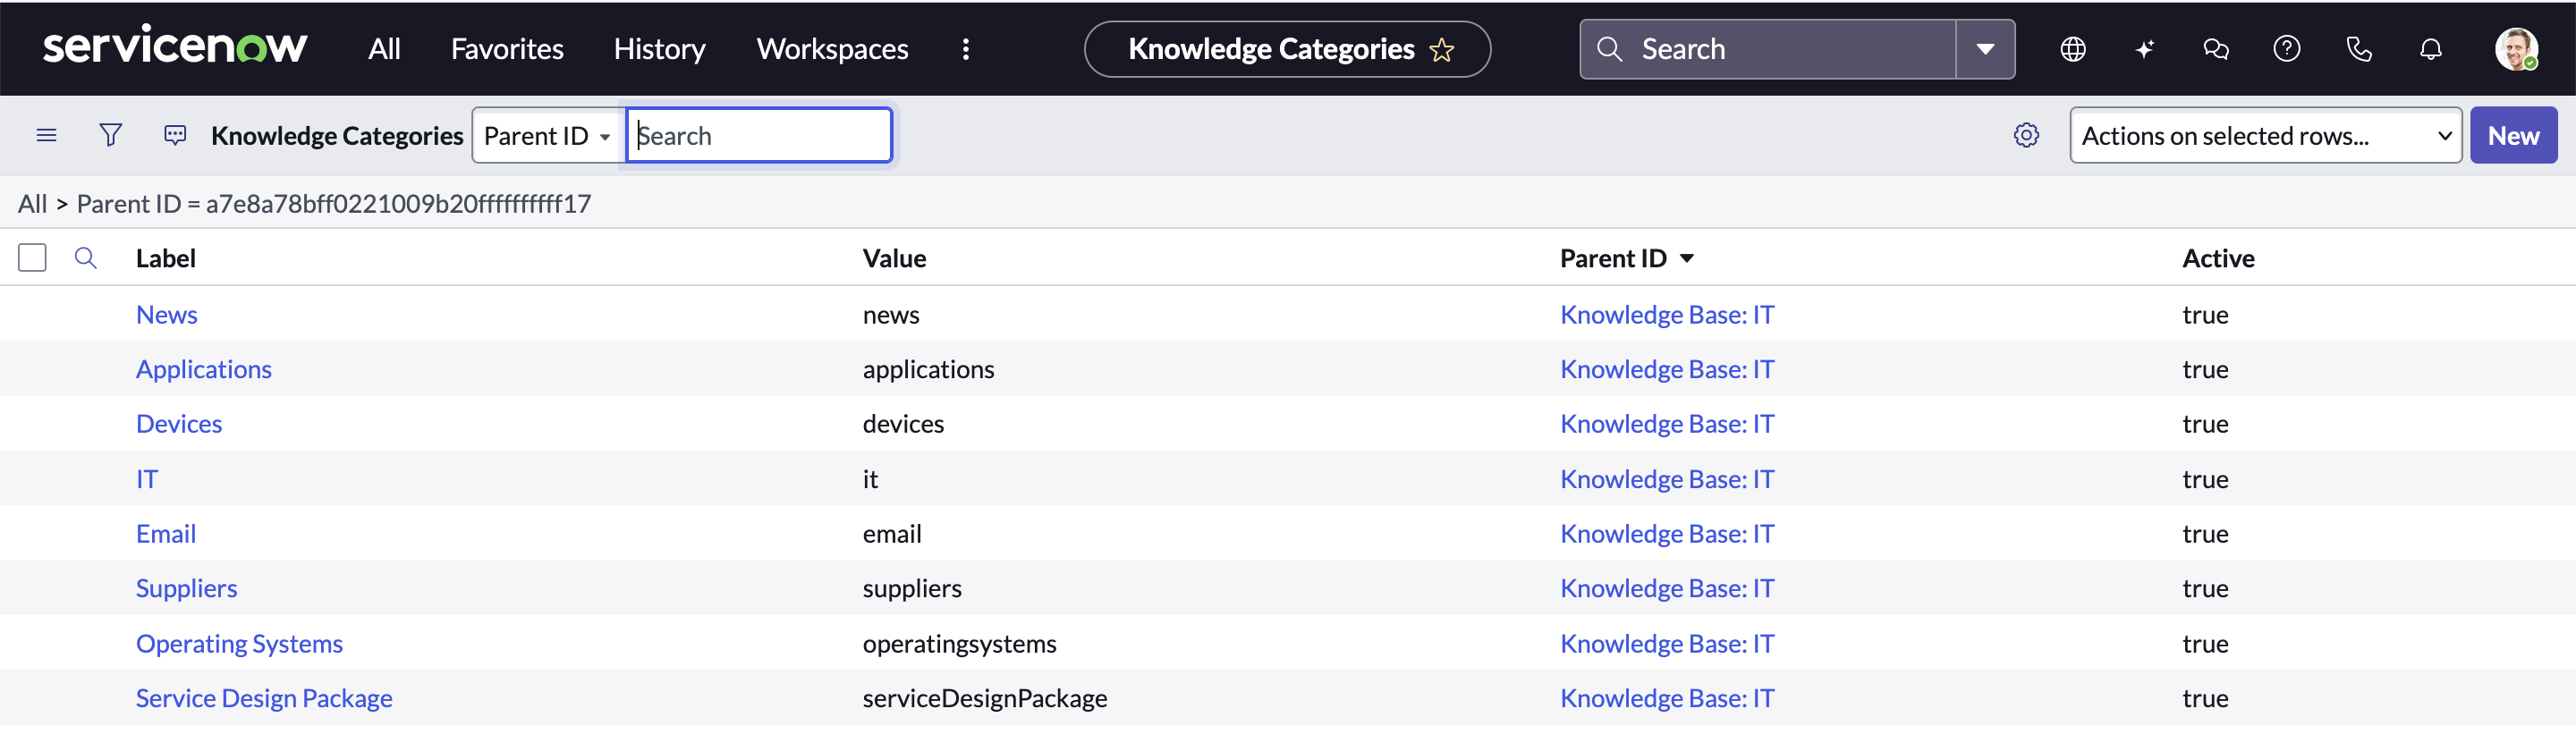 servicenow All Favorites History Workspaces Knowledge Categories Search
Knowledge Categories Parent ID Search Actions on selected rows... New
All > Parent ID = a7e8a78bff0221009b20ffffffffff17
Label Value Parent ID Active
News news Knowledge Base: IT true
Applications applications Knowledge Base: IT true
Devices devices Knowledge Base: IT true
IT it Knowledge Base: IT true
Email email Knowledge Base: IT true
Suppliers suppliers Knowledge Base: IT true
Operating Systems operatingsystems Knowledge Base: IT true
Service Design Package serviceDesignPackage Knowledge Base: IT true